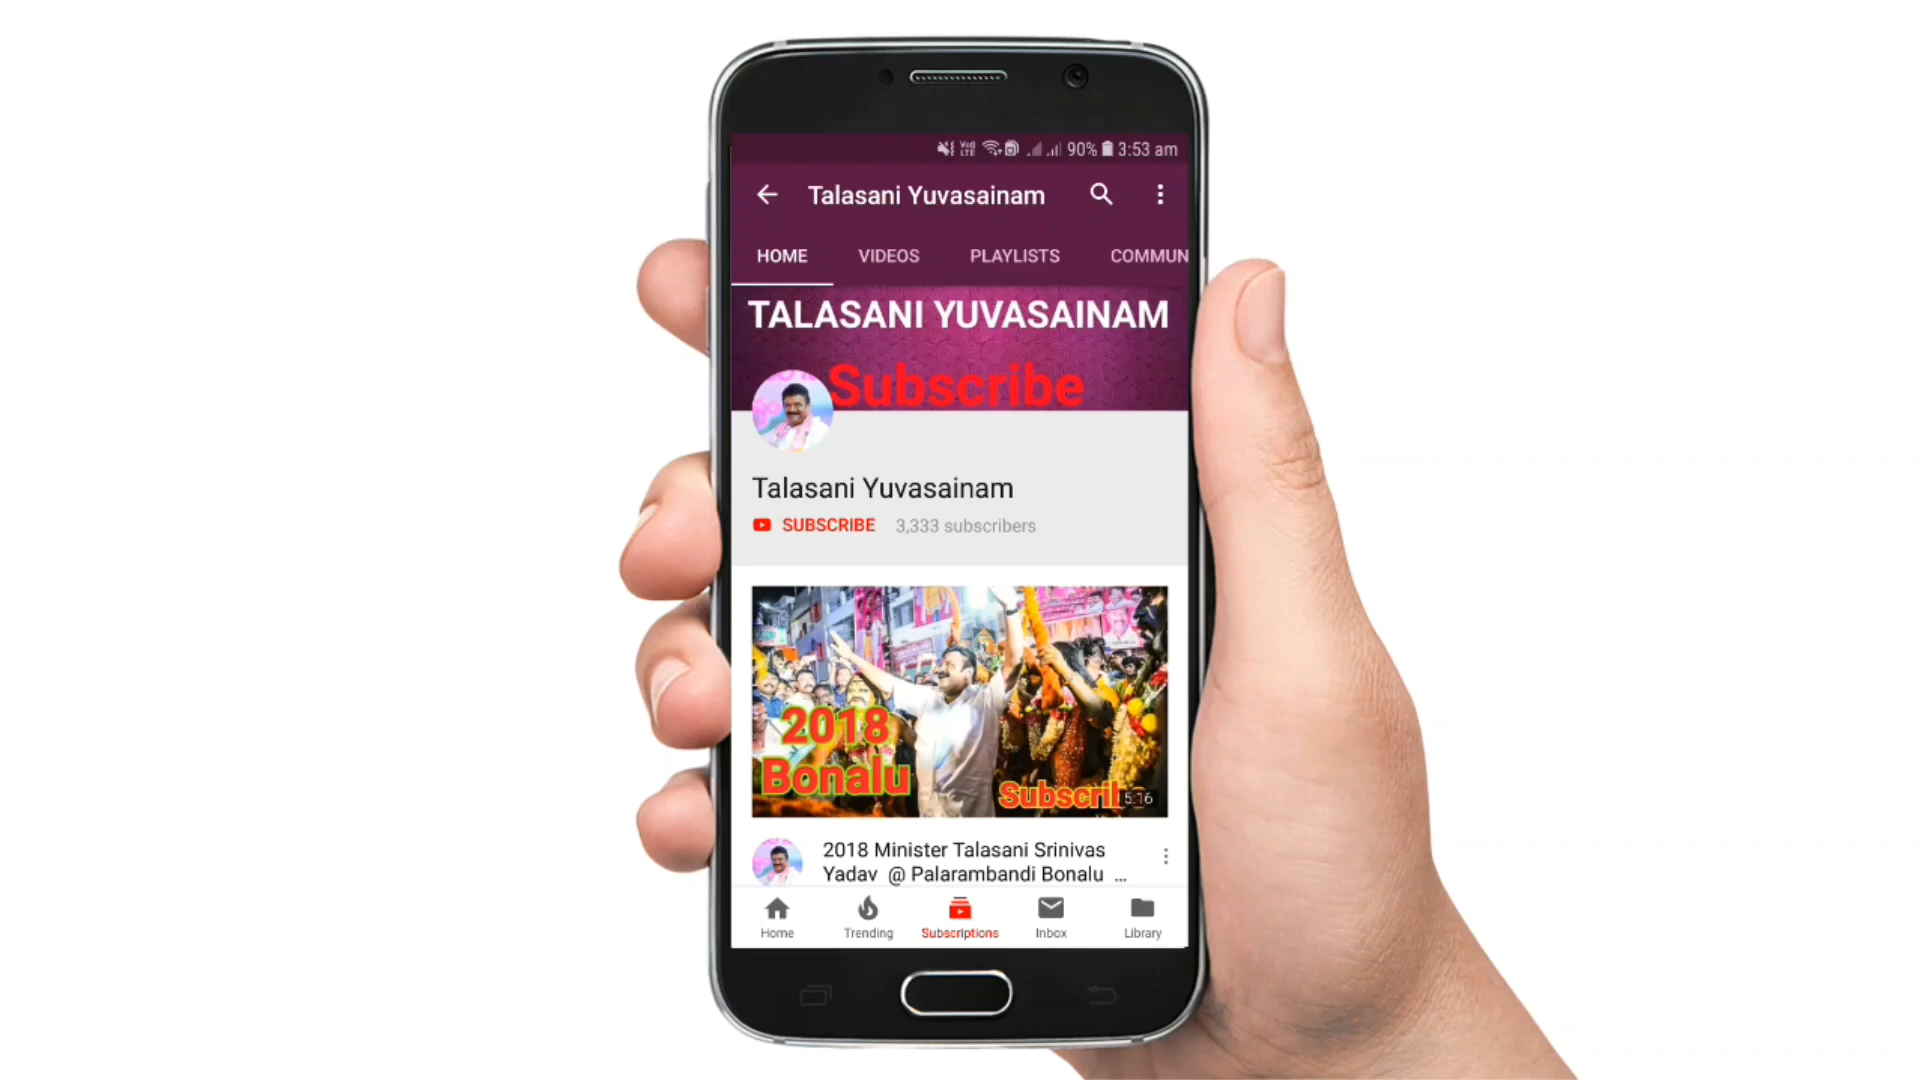 90% 3:53 am
Talasani Yuvasainam
HOME VIDEOS PLAYLISTS COMMUN
TALASANI YUVASAINAM
Subscribe
Talasani Yuvasainam
SUBSCRIBE 3,333 subscribers
2018
Bonalu
5:16
2018 Minister Talasani Srinivas
Yadav @ Palarambandi Bonalu ...
Home Trending Subscriptions Inbox Library